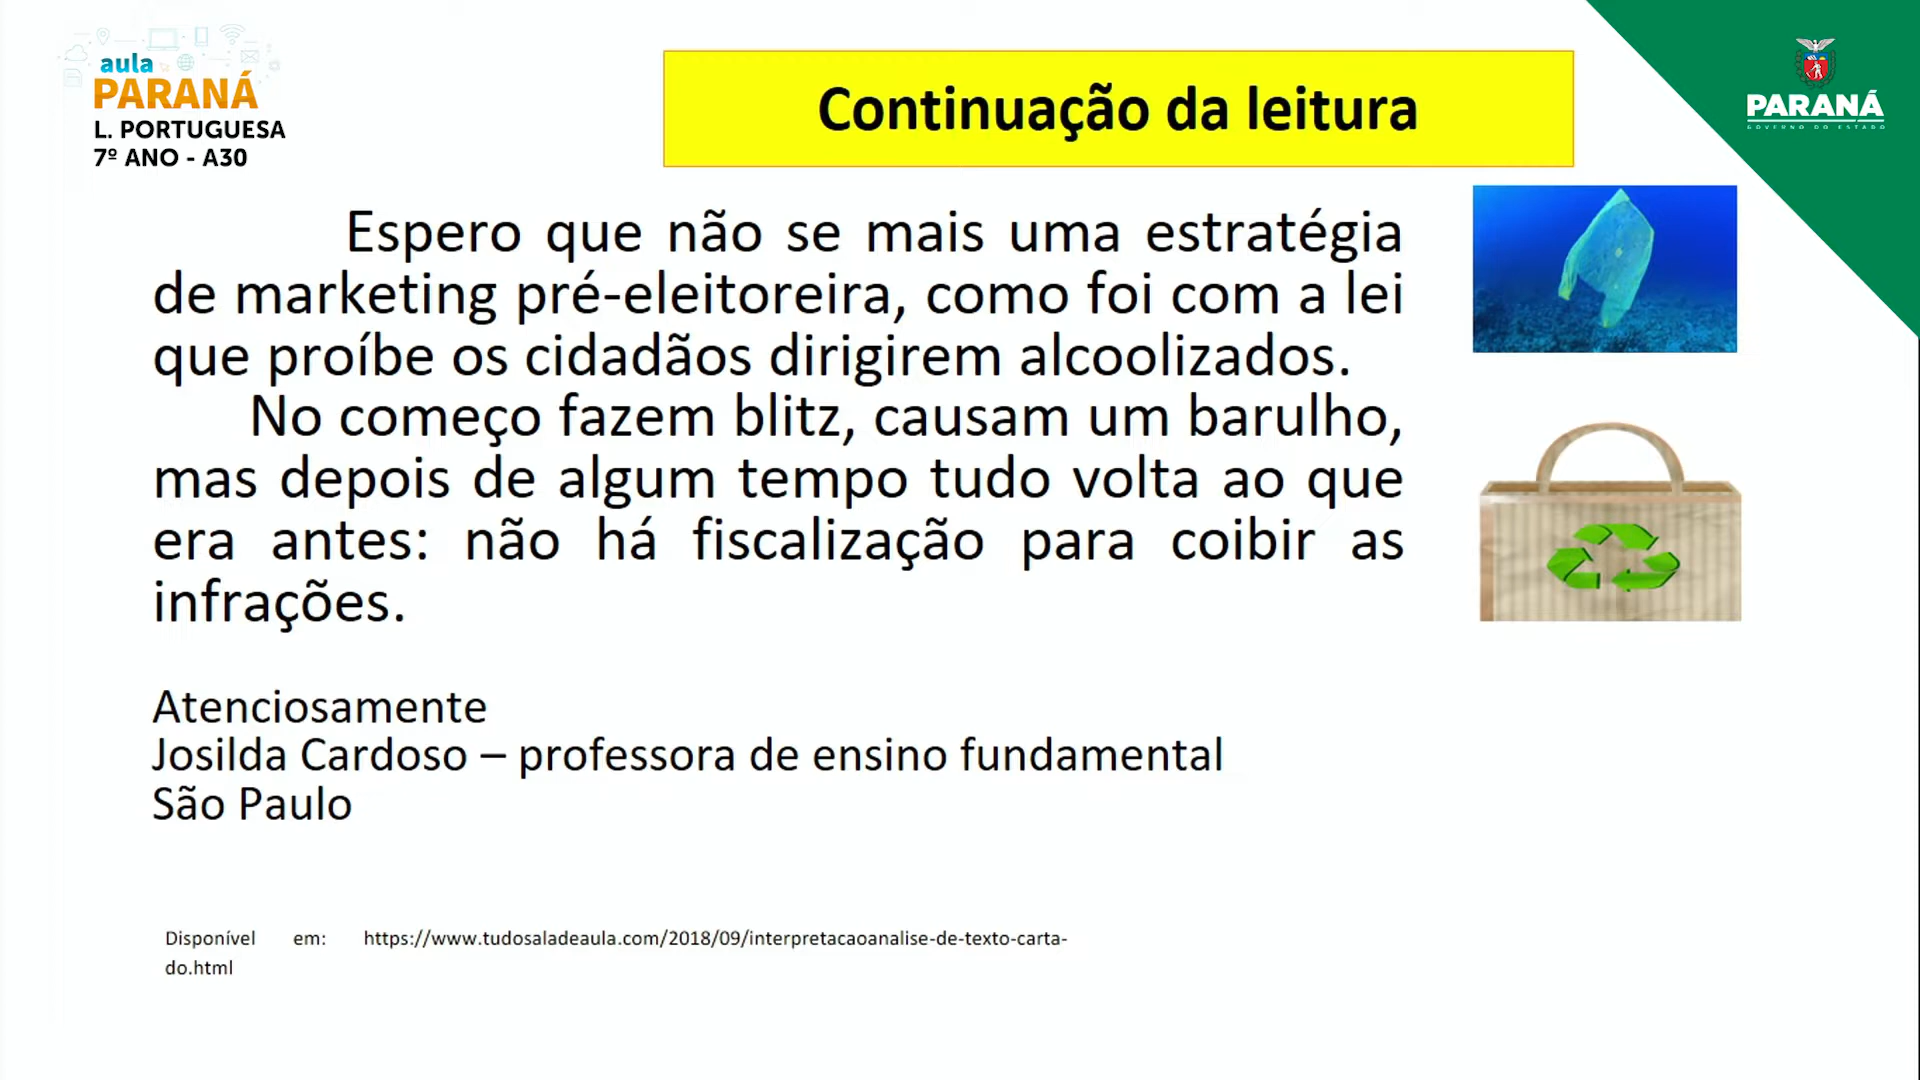 aula
PARANÁ
L. PORTUGUESA
7º ANO - A30
Continuação da leitura
PARANÁ
GOVERNO DO ESTADO
Espero que não se mais uma estratégia
de marketing pré-eleitoreira, como foi com a lei
que proíbe os cidadãos dirigirem alcoolizados.
No começo fazem blitz, causam um barulho,
mas depois de algum tempo tudo volta ao que
era antes: não há fiscalização para coibir as
infrações.
Atenciosamente
Josilda Cardoso – professora de ensino fundamental
São Paulo
Disponível em: https://www.tudosaladeaula.com/2018/09/interpretacaoanalise-de-texto-carta-
do.html